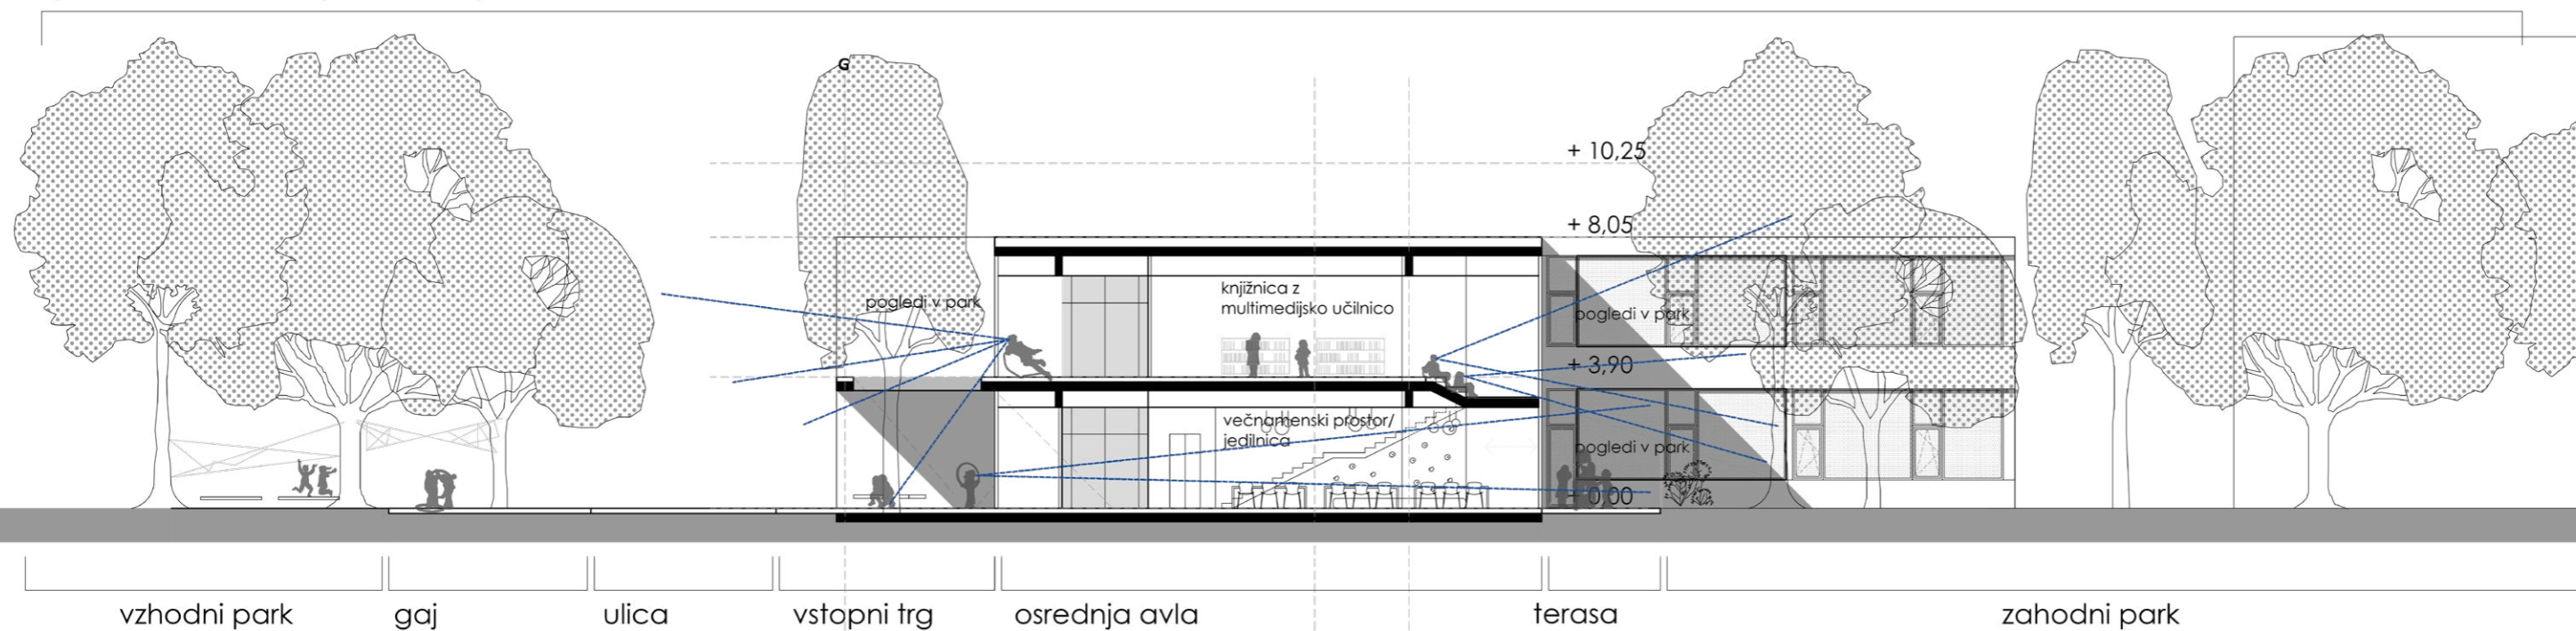 G
+ 10,25
+ 8,05
knjižnica z
multimedijsko učilnico
pogledi v park
pogledi v park
+ 3,90
večnamenski prostor/
jedilnica
pogledi v park
+ 0,00
vzhodni park
gaj
ulica
vstopni trg
osrednja avla
terasa
zahodni park